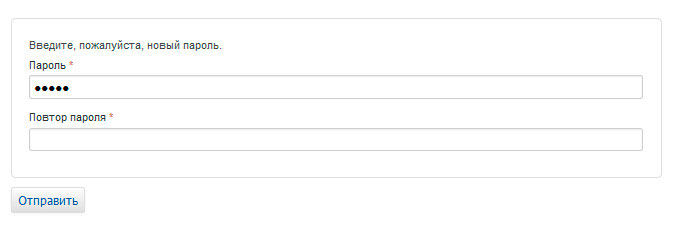 Введите, пожалуйста, новый пароль.
Пароль *
●●●●●
Повтор пароля *
Отправить